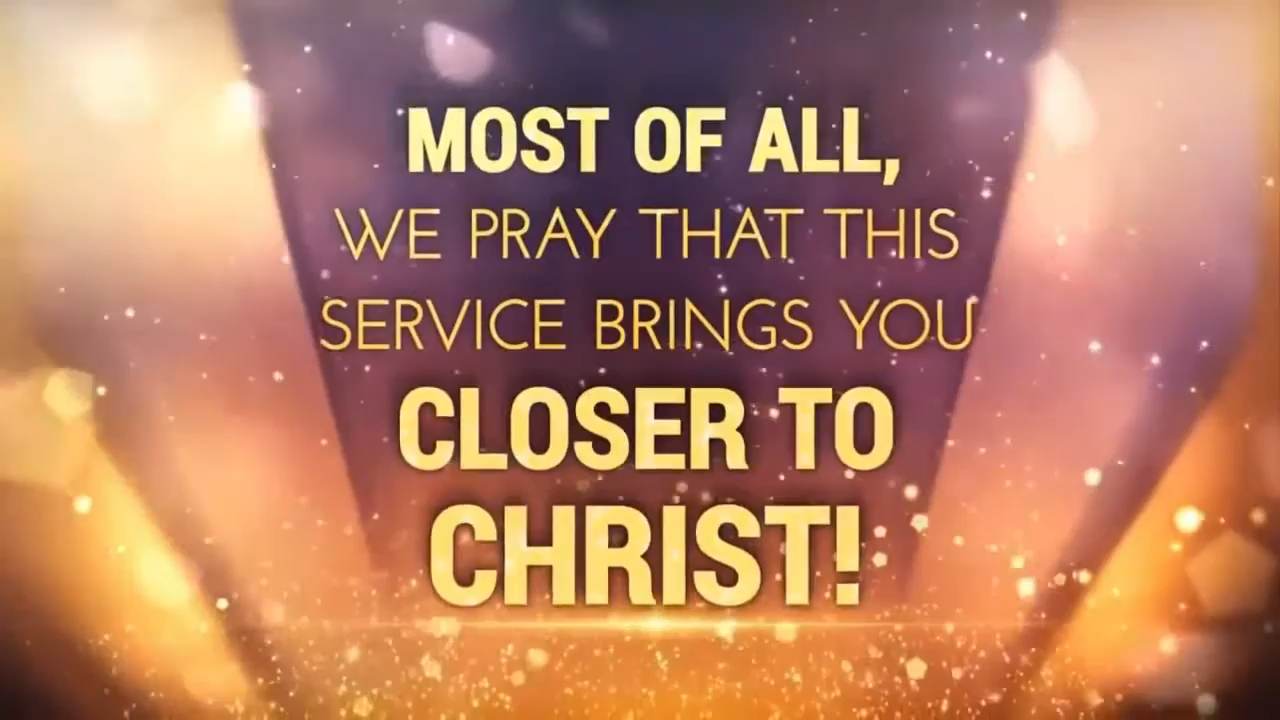 MOST OF ALL,
WE PRAY THAT THIS
SERVICE BRINGS YOU
CLOSER TO
CHRIST!